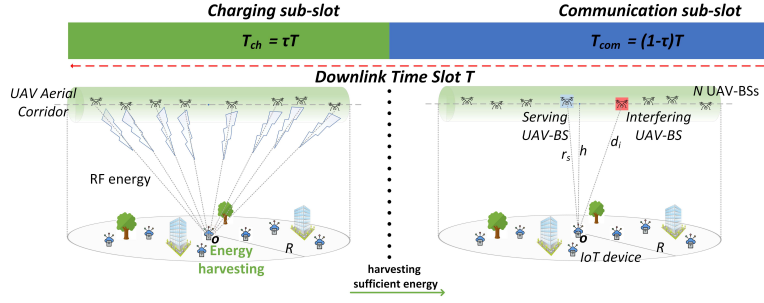 Charging sub-slot
Communication sub-slot
T_ch = τT
T_com = (1-τ)T
Downlink Time Slot T
UAV Aerial
Corridor
N UAV-BSs
Serving
UAV-BS
Interfering
UAV-BS
r_s
h
d_i
RF energy
o
Energy
harvesting
R
o
IoT device
R
harvesting
sufficient energy